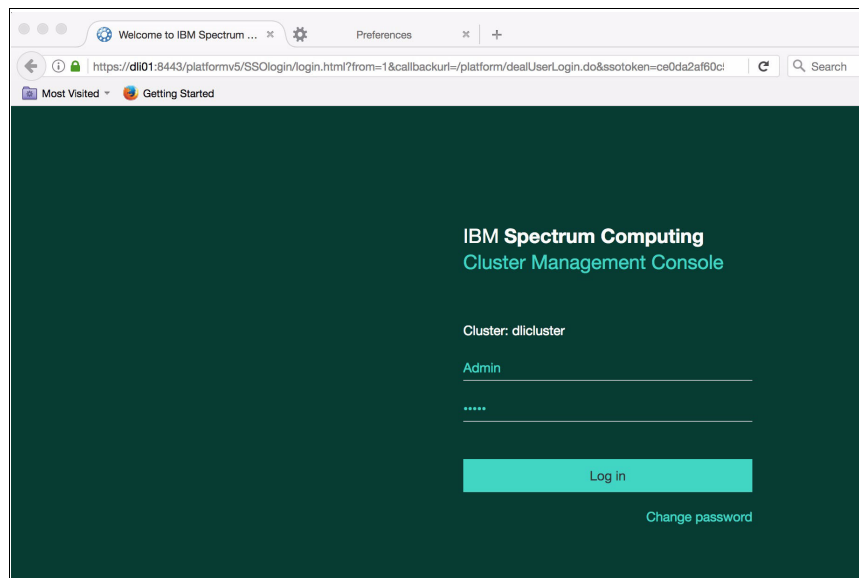 Welcome to IBM Spectrum ... × Preferences × +
https://dli01:8443/platformv5/SSOlogin/login.html?from=1&callbackurl=/platform/dealUserLogin.do&ssotoken=ce0da2af60c Search
Most Visited Getting Started
IBM Spectrum Computing
Cluster Management Console
Cluster: dlicluster
Admin
•••••
Log in
Change password